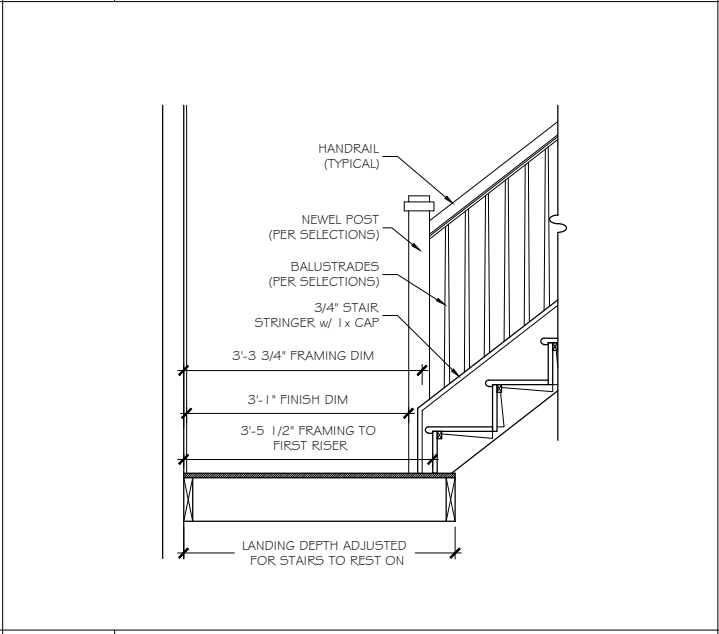 HANDRAIL
(TYPICAL)
NEWEL POST
(PER SELECTIONS)
BALUSTRADES
(PER SELECTIONS)
3/4" STAIR
STRINGER w/ 1x CAP
3'-3 3/4" FRAMING DIM
3'-1" FINISH DIM
3'-5 1/2" FRAMING TO
FIRST RISER
LANDING DEPTH ADJUSTED
FOR STAIRS TO REST ON